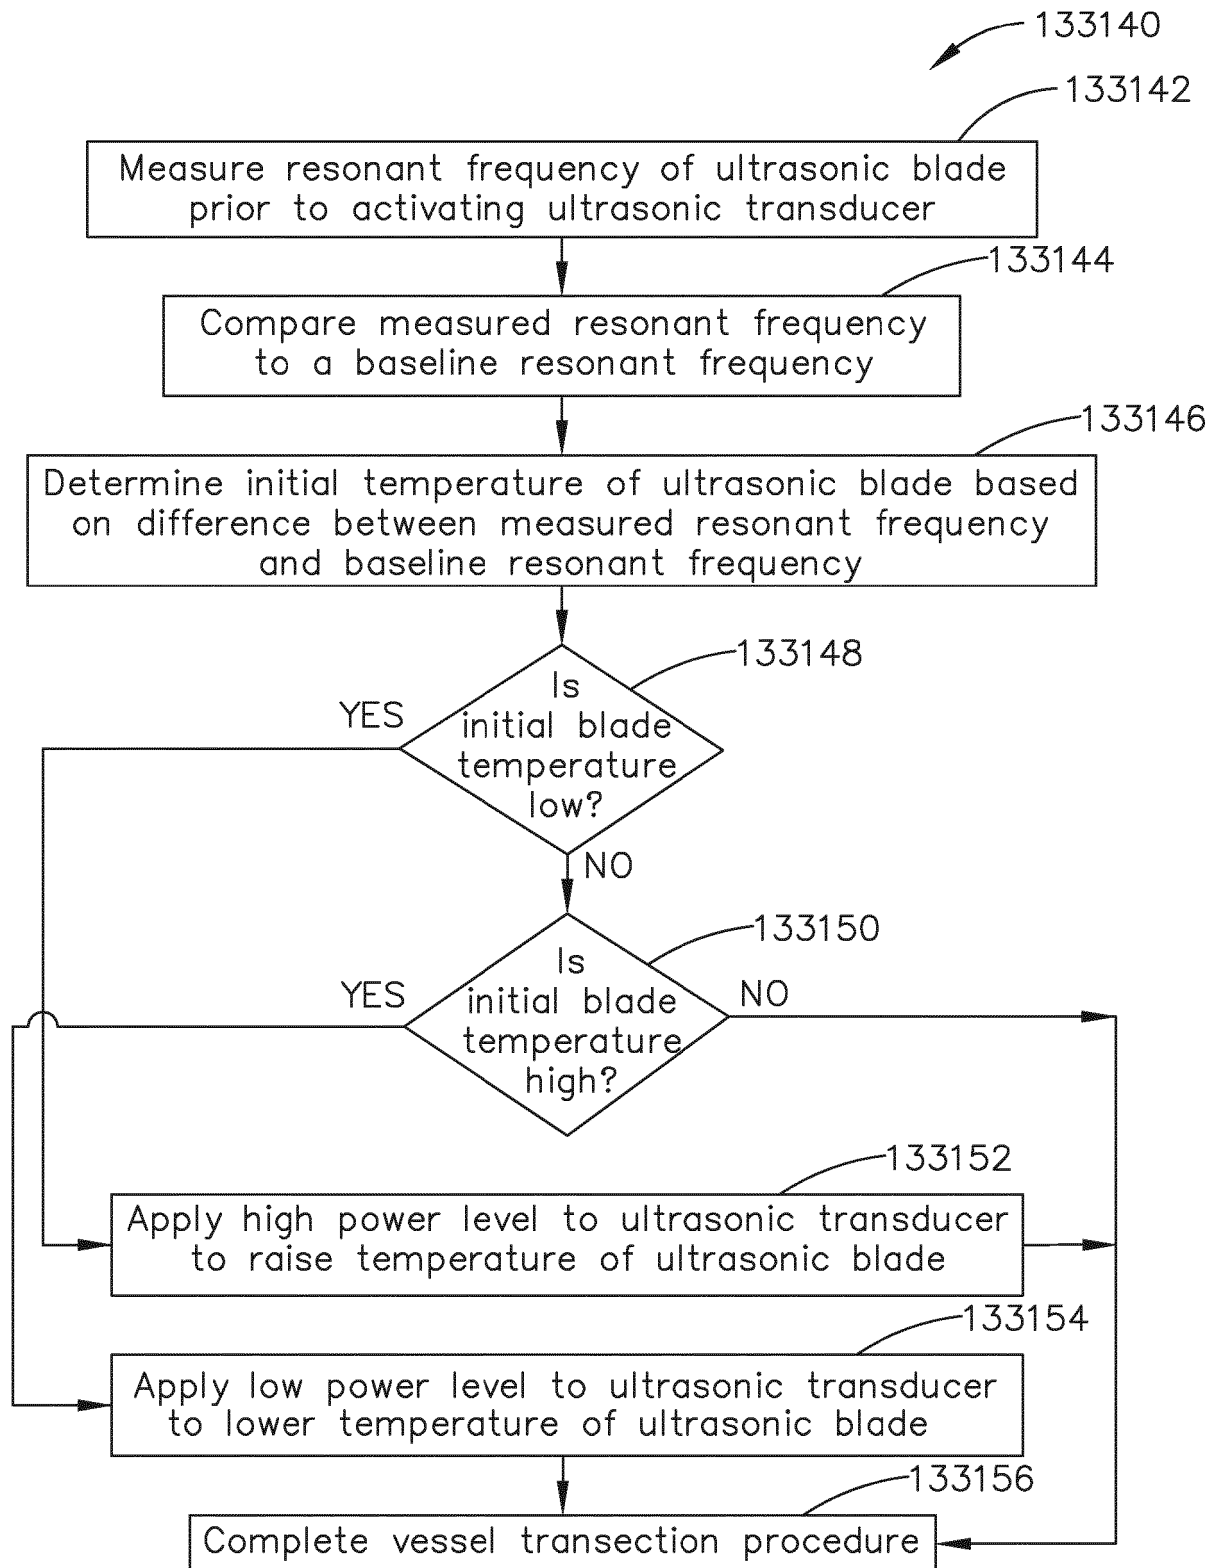 133140
133142
Measure resonant frequency of ultrasonic blade
prior to activating ultrasonic transducer
133144
Compare measured resonant frequency
to a baseline resonant frequency
133146
Determine initial temperature of ultrasonic blade based
on difference between measured resonant frequency
and baseline resonant frequency
133148
YES
Is
initial blade
temperature
low?
NO
133150
YES
Is
initial blade
temperature
high?
NO
133152
Apply high power level to ultrasonic transducer
to raise temperature of ultrasonic blade
133154
Apply low power level to ultrasonic transducer
to lower temperature of ultrasonic blade
133156
Complete vessel transection procedure